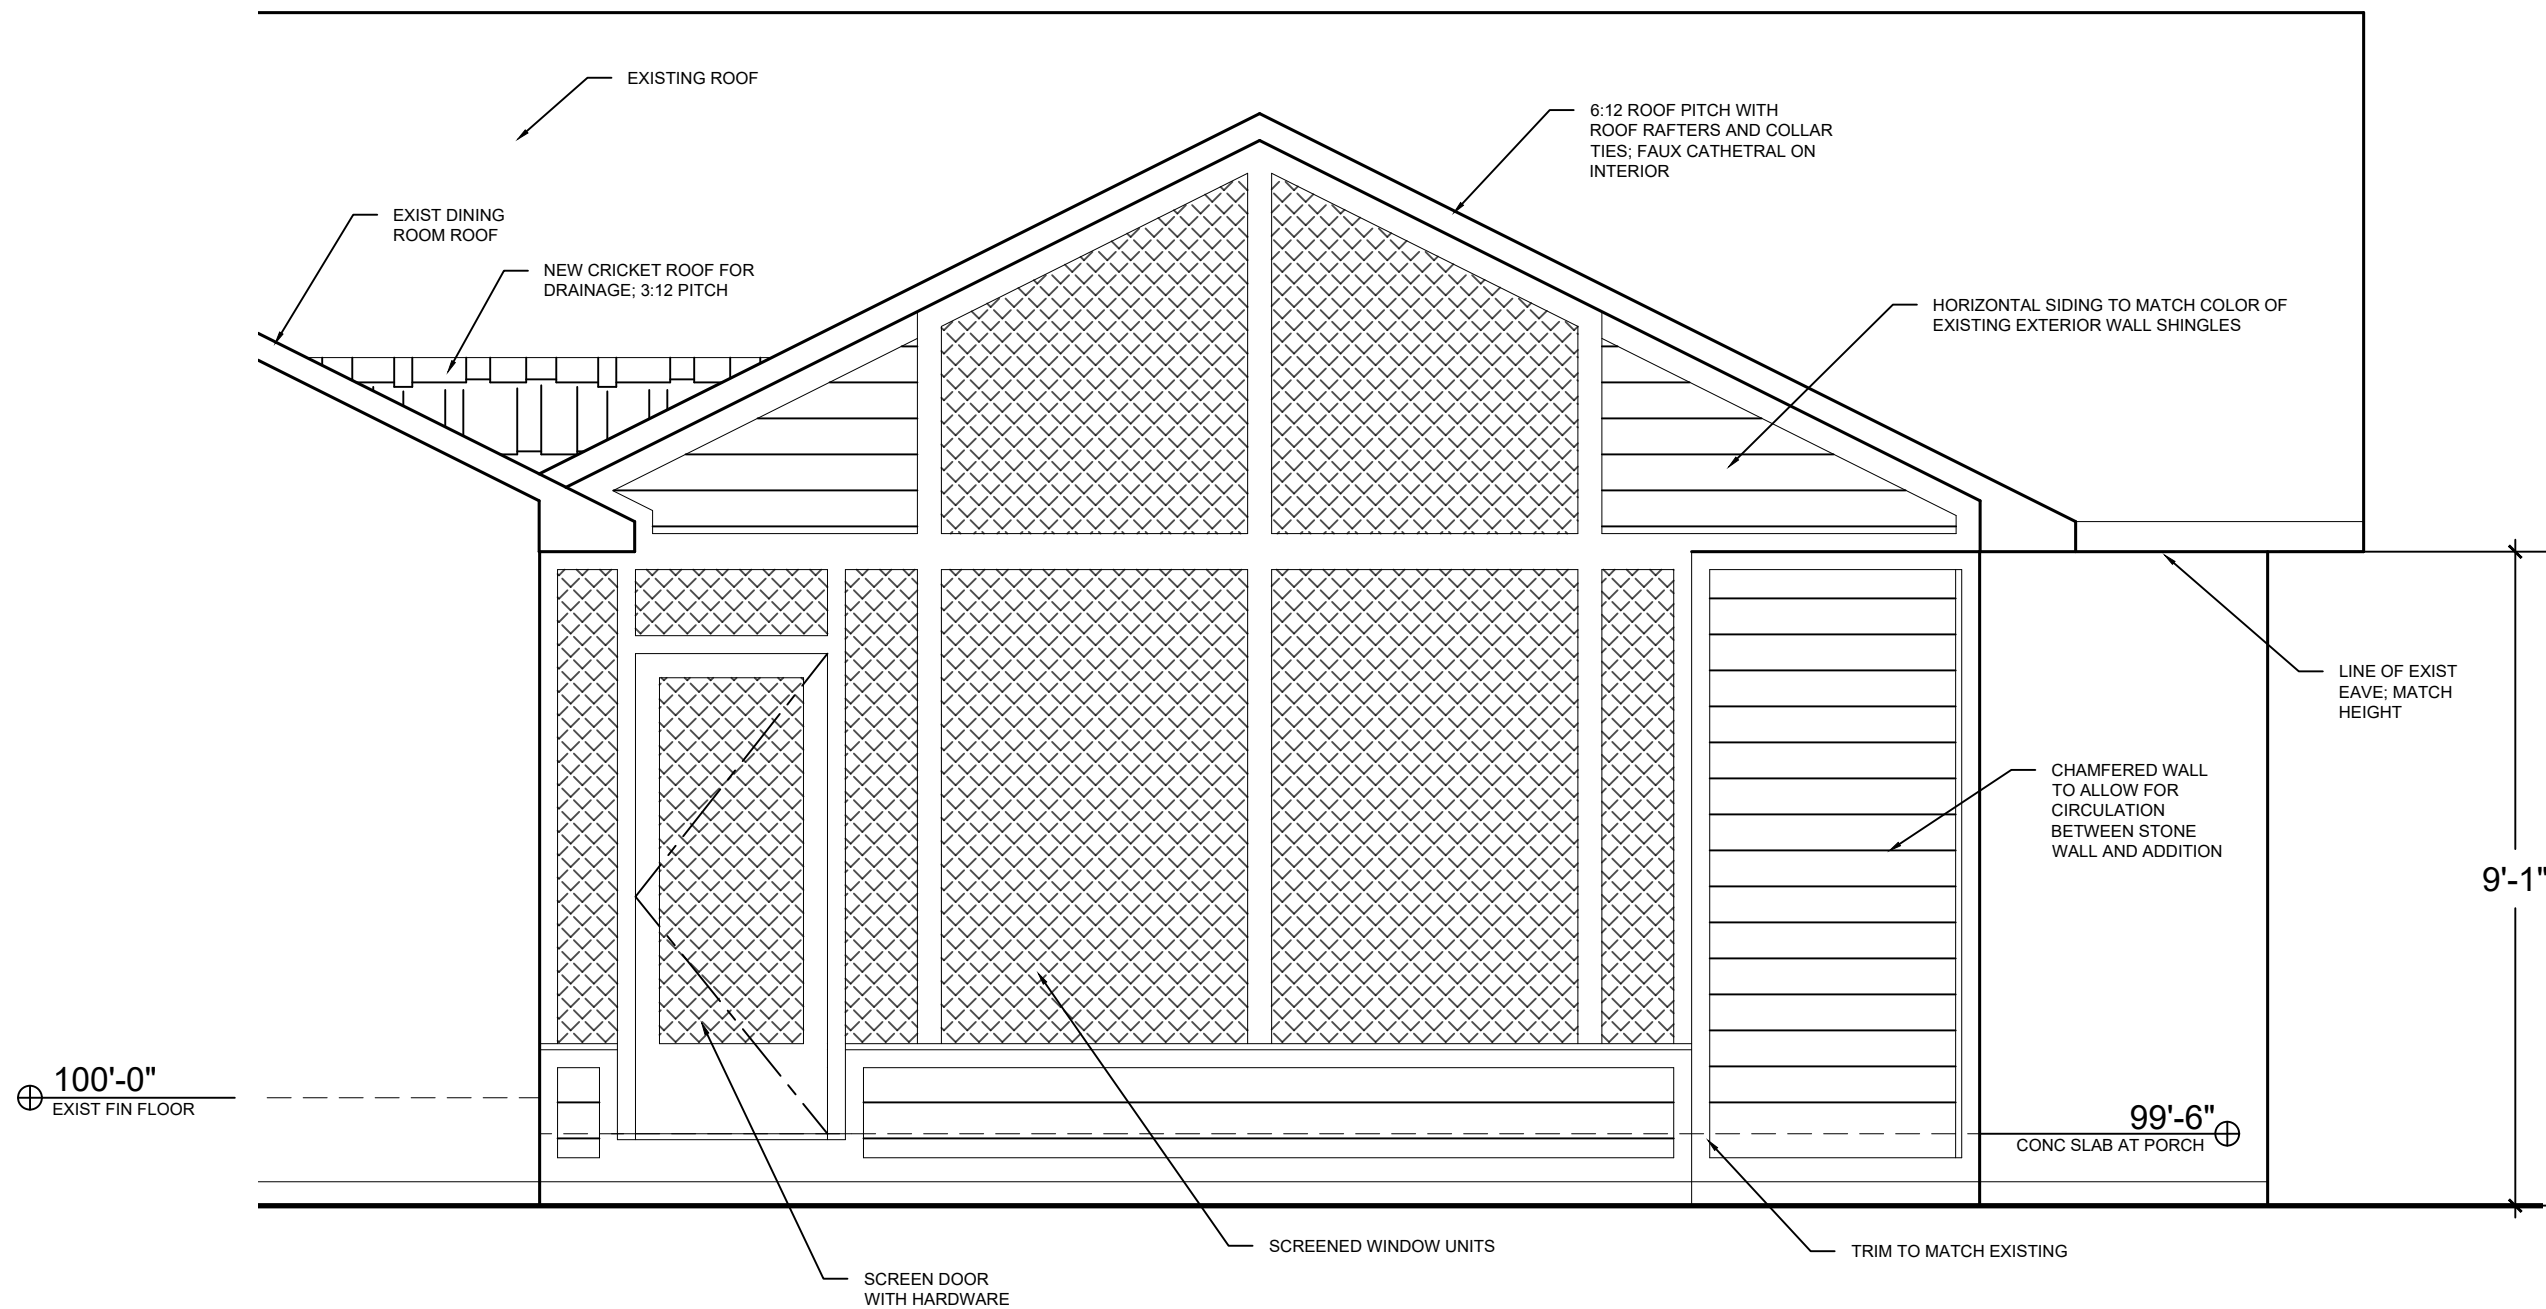 EXISTING ROOF
6:12 ROOF PITCH WITH
ROOF RAFTERS AND COLLAR
TIES; FAUX CATHETRAL ON
INTERIOR
EXIST DINING
ROOM ROOF
NEW CRICKET ROOF FOR
DRAINAGE; 3:12 PITCH
HORIZONTAL SIDING TO MATCH COLOR OF
EXISTING EXTERIOR WALL SHINGLES
LINE OF EXIST
EAVE; MATCH
HEIGHT
CHAMFERED WALL
TO ALLOW FOR
CIRCULATION
BETWEEN STONE
WALL AND ADDITION
9'-1"
100'-0"
EXIST FIN FLOOR
99'-6"
CONC SLAB AT PORCH
SCREENED WINDOW UNITS
TRIM TO MATCH EXISTING
SCREEN DOOR
WITH HARDWARE